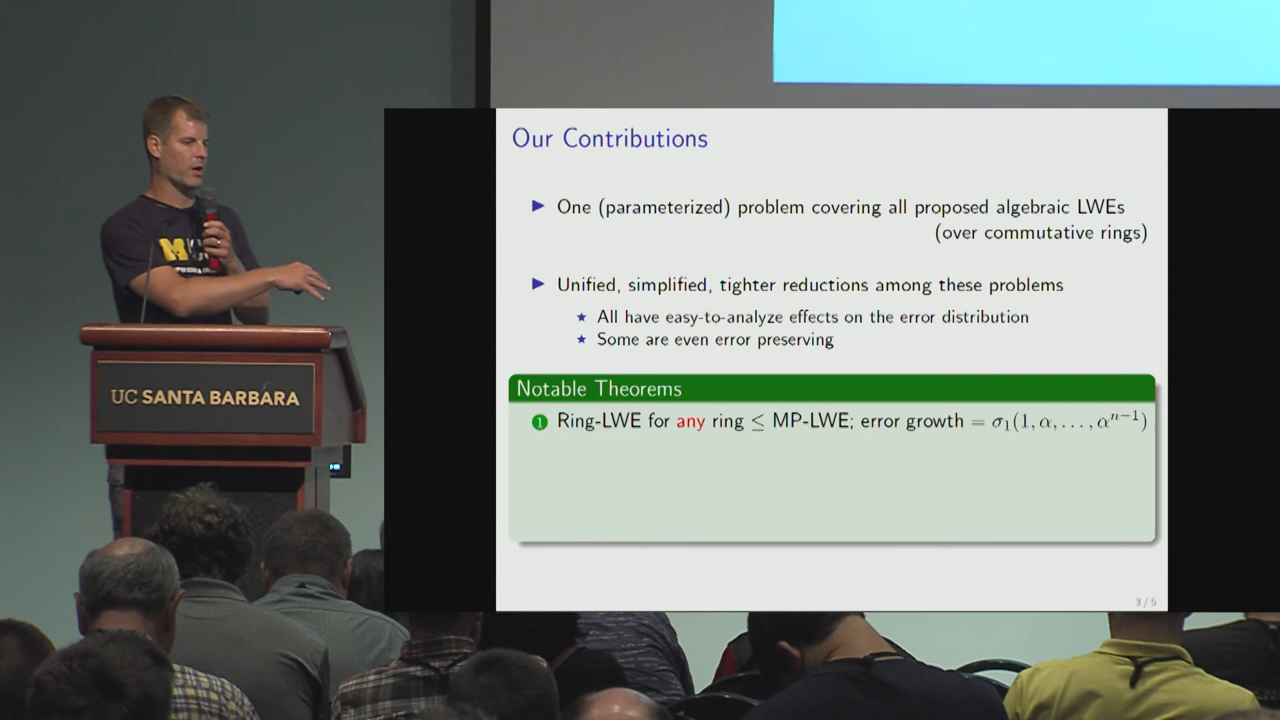 Our Contributions
▶ One (parameterized) problem covering all proposed algebraic LWEs
(over commutative rings)
▶ Unified, simplified, tighter reductions among these problems
★ All have easy-to-analyze effects on the error distribution
★ Some are even error preserving
Notable Theorems
1 Ring-LWE for any ring ≤ MP-LWE; error growth = σ₁(1, α, . . . , αⁿ⁻¹)
3 / 5
UC SANTA BARBARA